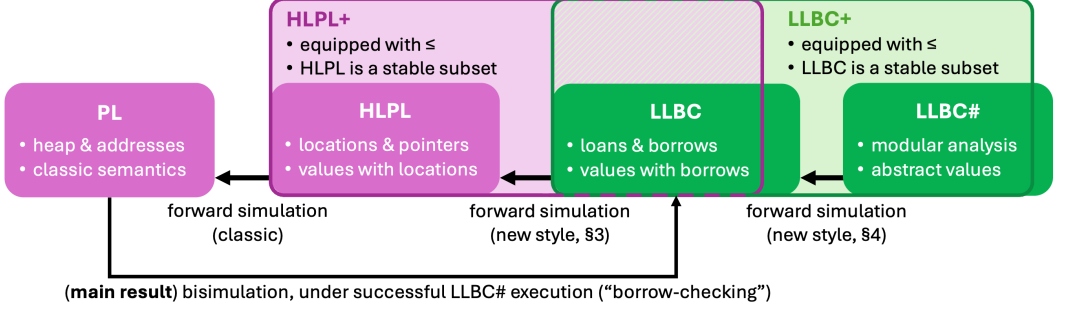 HLPL+
• equipped with ≤
• HLPL is a stable subset
LLBC+
• equipped with ≤
• LLBC is a stable subset
PL
• heap & addresses
• classic semantics
HLPL
• locations & pointers
• values with locations
LLBC
• loans & borrows
• values with borrows
LLBC#
• modular analysis
• abstract values
forward simulation
(classic)
forward simulation
(new style, §3)
forward simulation
(new style, §4)
(main result) bisimulation, under successful LLBC# execution (“borrow-checking”)